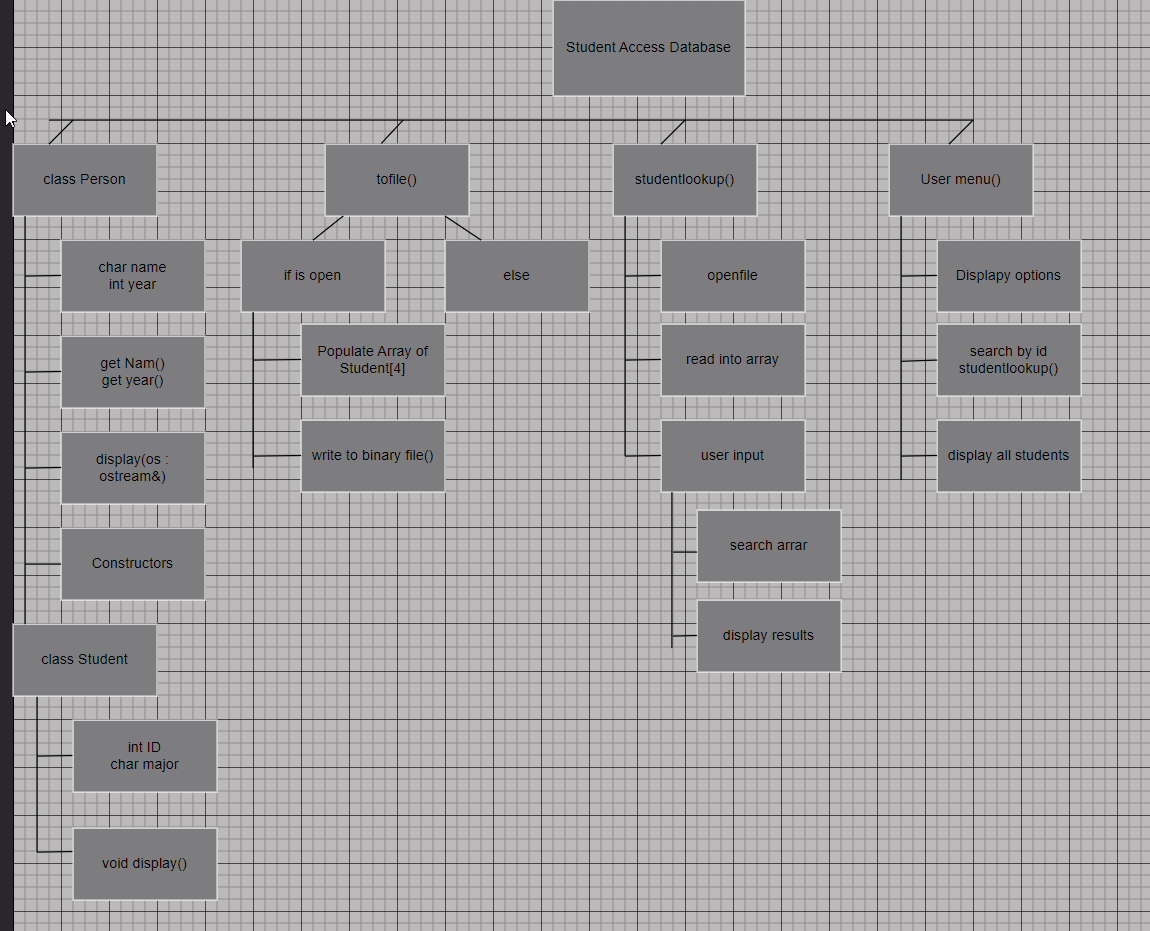 Student Access Database
class Person
tofile()
studentlookup()
User menu()
char name
int year
if is open
else
openfile
Displapy options
get Nam()
get year()
Populate Array of
Student[4]
read into array
search by id
studentlookup()
display(os :
ostream&)
write to binary file()
user input
display all students
Constructors
search arrar
display results
class Student
int ID
char major
void display()